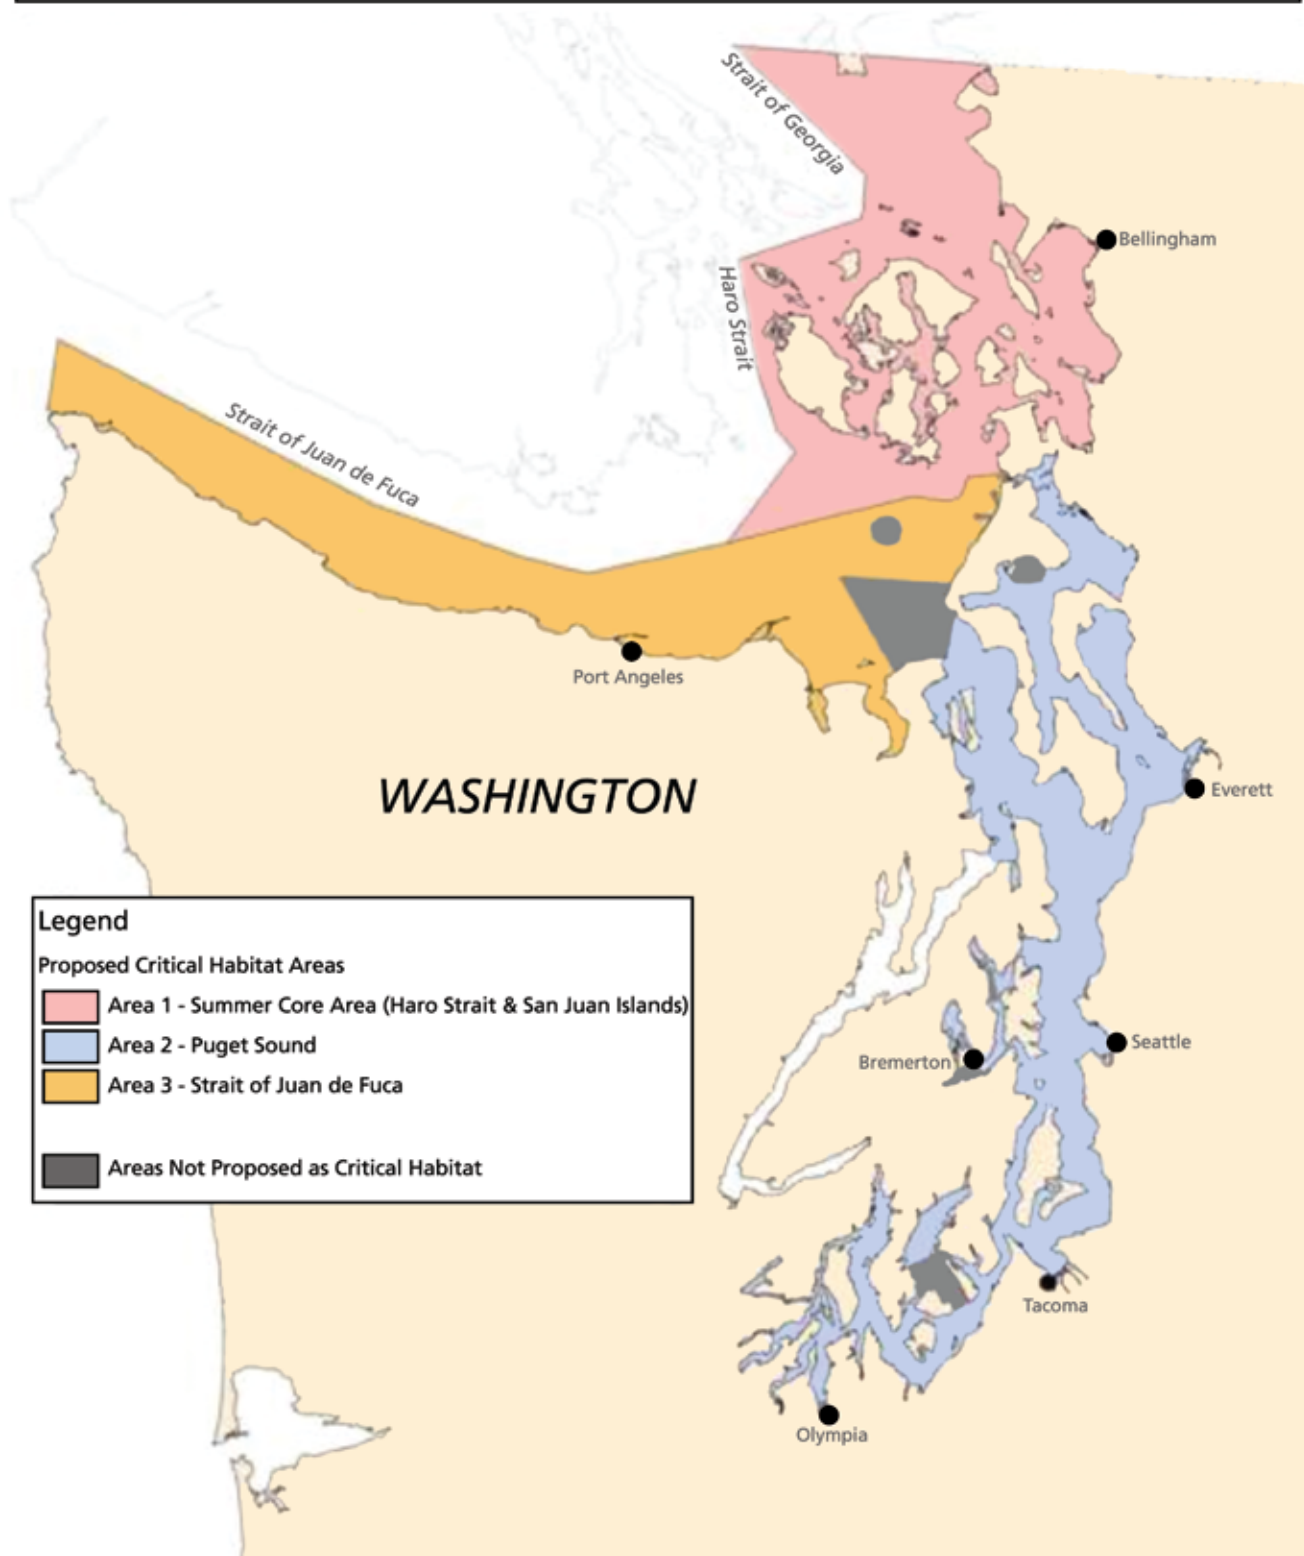 Strait of Georgia
Bellingham
Haro Strait
Strait of Juan de Fuca
Port Angeles
WASHINGTON
Everett
Legend
Proposed Critical Habitat Areas
Area 1 - Summer Core Area (Haro Strait & San Juan Islands)
Area 2 - Puget Sound
Area 3 - Strait of Juan de Fuca
Areas Not Proposed as Critical Habitat
Seattle
Bremerton
Tacoma
Olympia